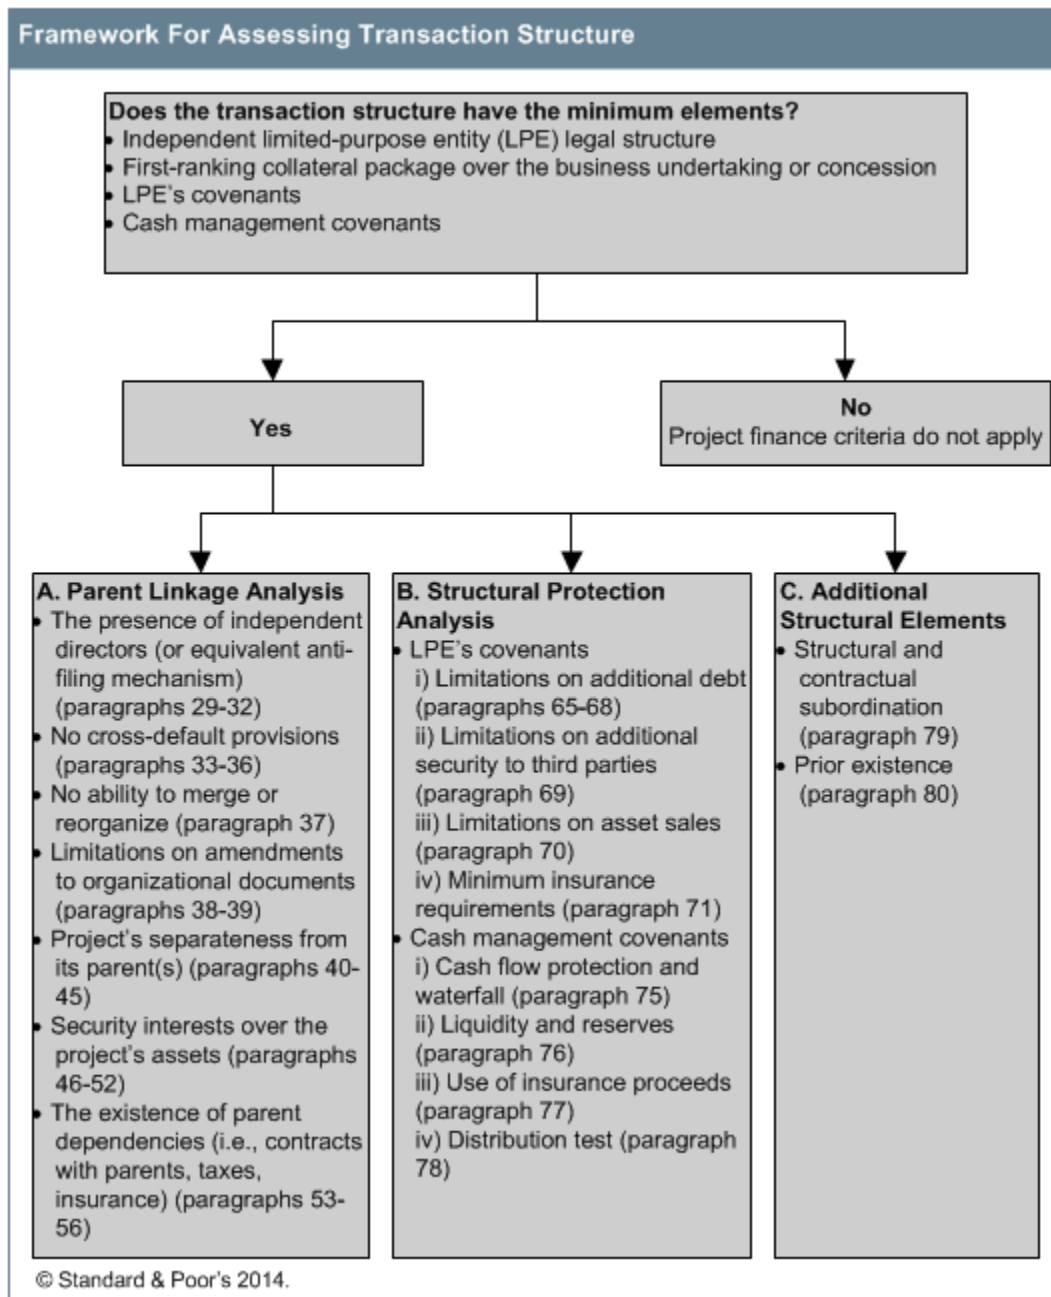 Framework For Assessing Transaction Structure
Does the transaction structure have the minimum elements?
• Independent limited-purpose entity (LPE) legal structure
• First-ranking collateral package over the business undertaking or concession
• LPE's covenants
• Cash management covenants
Yes
No
Project finance criteria do not apply
A. Parent Linkage Analysis
• The presence of independent
directors (or equivalent anti-
filing mechanism)
(paragraphs 29-32)
• No cross-default provisions
(paragraphs 33-36)
• No ability to merge or
reorganize (paragraph 37)
• Limitations on amendments
to organizational documents
(paragraphs 38-39)
• Project's separateness from
its parent(s) (paragraphs 40-
45)
• Security interests over the
project's assets (paragraphs
46-52)
• The existence of parent
dependencies (i.e., contracts
with parents, taxes,
insurance) (paragraphs 53-
56)
B. Structural Protection
Analysis
• LPE's covenants
i) Limitations on additional debt
(paragraphs 65-68)
ii) Limitations on additional
security to third parties
(paragraph 69)
iii) Limitations on asset sales
(paragraph 70)
iv) Minimum insurance
requirements (paragraph 71)
• Cash management covenants
i) Cash flow protection and
waterfall (paragraph 75)
ii) Liquidity and reserves
(paragraph 76)
iii) Use of insurance proceeds
(paragraph 77)
iv) Distribution test (paragraph
78)
C. Additional
Structural Elements
• Structural and
contractual
subordination
(paragraph 79)
• Prior existence
(paragraph 80)
© Standard & Poor's 2014.